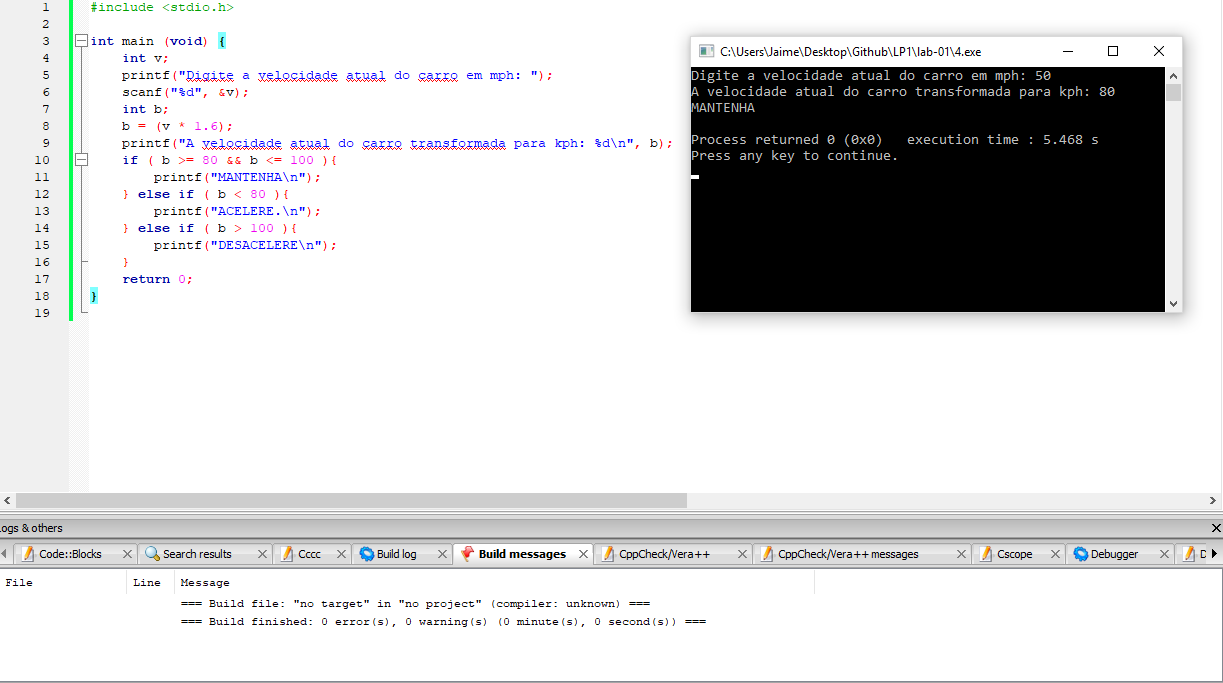 1 #include <stdio.h>
2
3 int main (void) {
4 int v;
5 printf("Digite a velocidade atual do carro em mph: ");
6 scanf("%d", &v);
7 int b;
8 b = (v * 1.6);
9 printf("A velocidade atual do carro transformada para kph: %d\n", b);
10 if ( b >= 80 && b <= 100 ){
11 printf("MANTENHA\n");
12 } else if ( b < 80 ){
13 printf("ACELERE.\n");
14 } else if ( b > 100 ){
15 printf("DESACELERE\n");
16 }
17 return 0;
18 }
19
C:\Users\Jaime\Desktop\Github\LP1\lab-01\4.exe
Digite a velocidade atual do carro em mph: 50
A velocidade atual do carro transformada para kph: 80
MANTENHA
Process returned 0 (0x0) execution time : 5.468 s
Press any key to continue.
ogs & others
Code::Blocks Search results Cccc Build log Build messages CppCheck/Vera++ CppCheck/Vera++ messages Cscope Debugger D
File Line Message
=== Build file: "no target" in "no project" (compiler: unknown) ===
=== Build finished: 0 error(s), 0 warning(s) (0 minute(s), 0 second(s)) ===